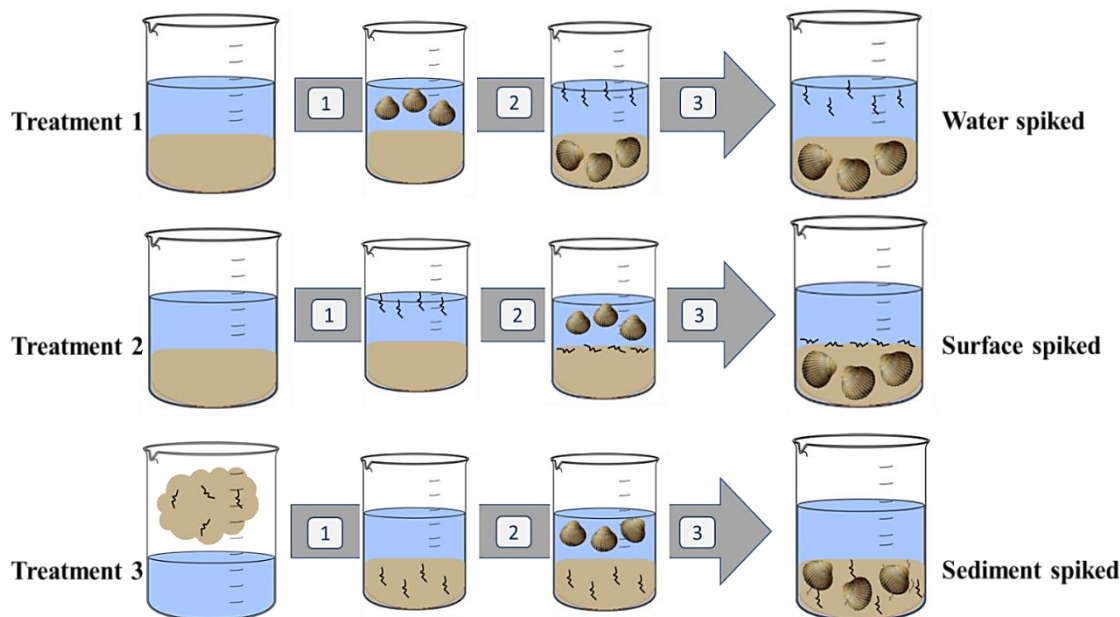 Treatment 1
1
2
3
Water spiked
Treatment 2
1
2
3
Surface spiked
Treatment 3
1
2
3
Sediment spiked